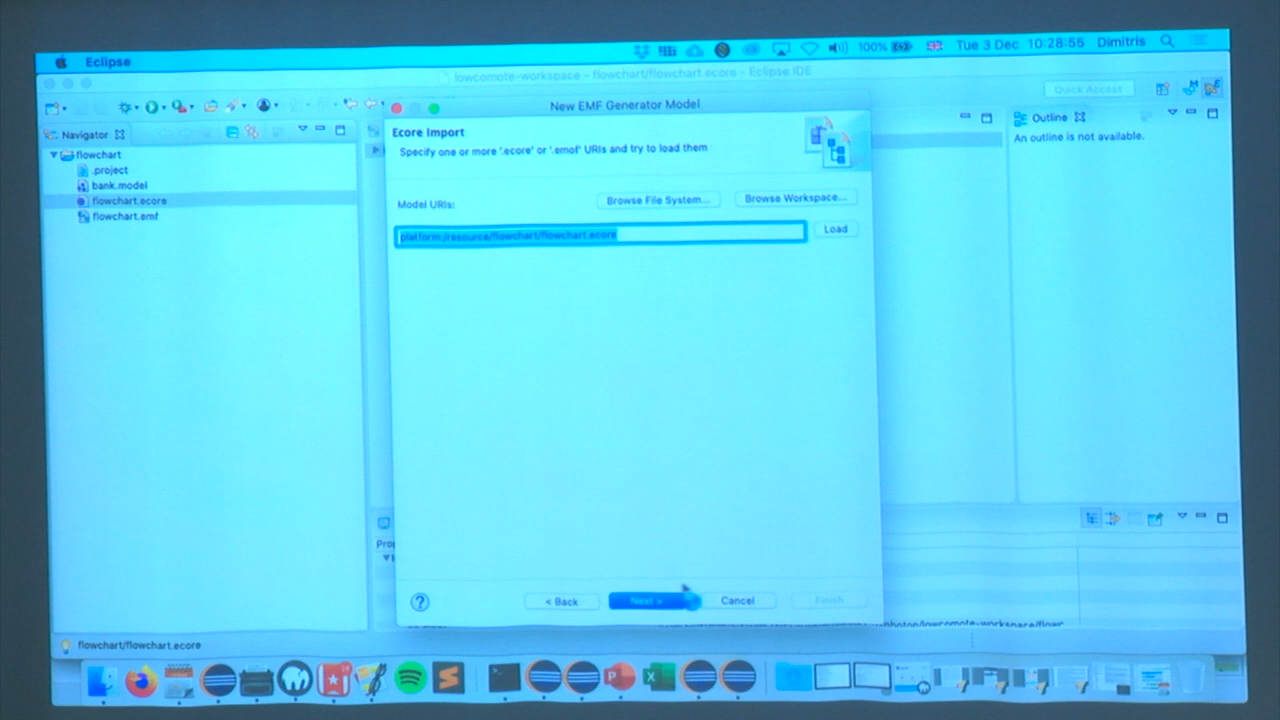 Eclipse
100%
Tue 3 Dec 10:28:55 Dimitris
lowcomote-workspace - flowchart/flowchart.ecore - Eclipse IDE
Quick Access
New EMF Generator Model
Navigator
Outline
An outline is not available.
Ecore Import
Specify one or more '.ecore' or '.emof' URIs and try to load them
flowchart
.project
bank.model
flowchart.ecore
flowchart.emf
Model URIs:
Browse File System...
Browse Workspace...
platform:/resource/flowchart/flowchart.ecore
Load
? < Back Next > Cancel Finish
flowchart/flowchart.ecore